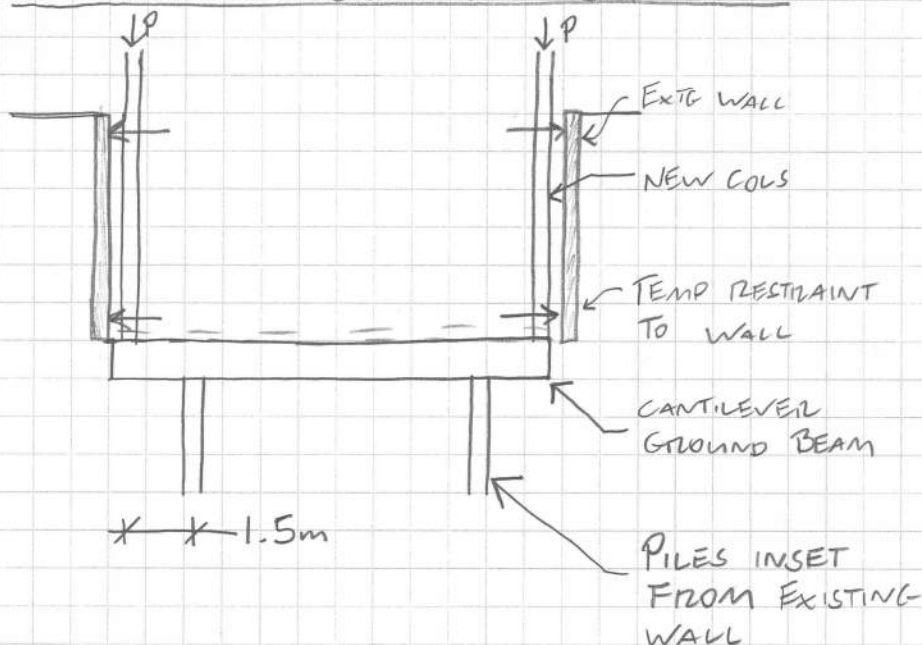 P
P
EXTG WALL
NEW COLS
TEMP RESTRAINT
TO WALL
CANTILEVER
GROUND BEAM
1.5m
PILES INSET
FROM EXISTING
WALL